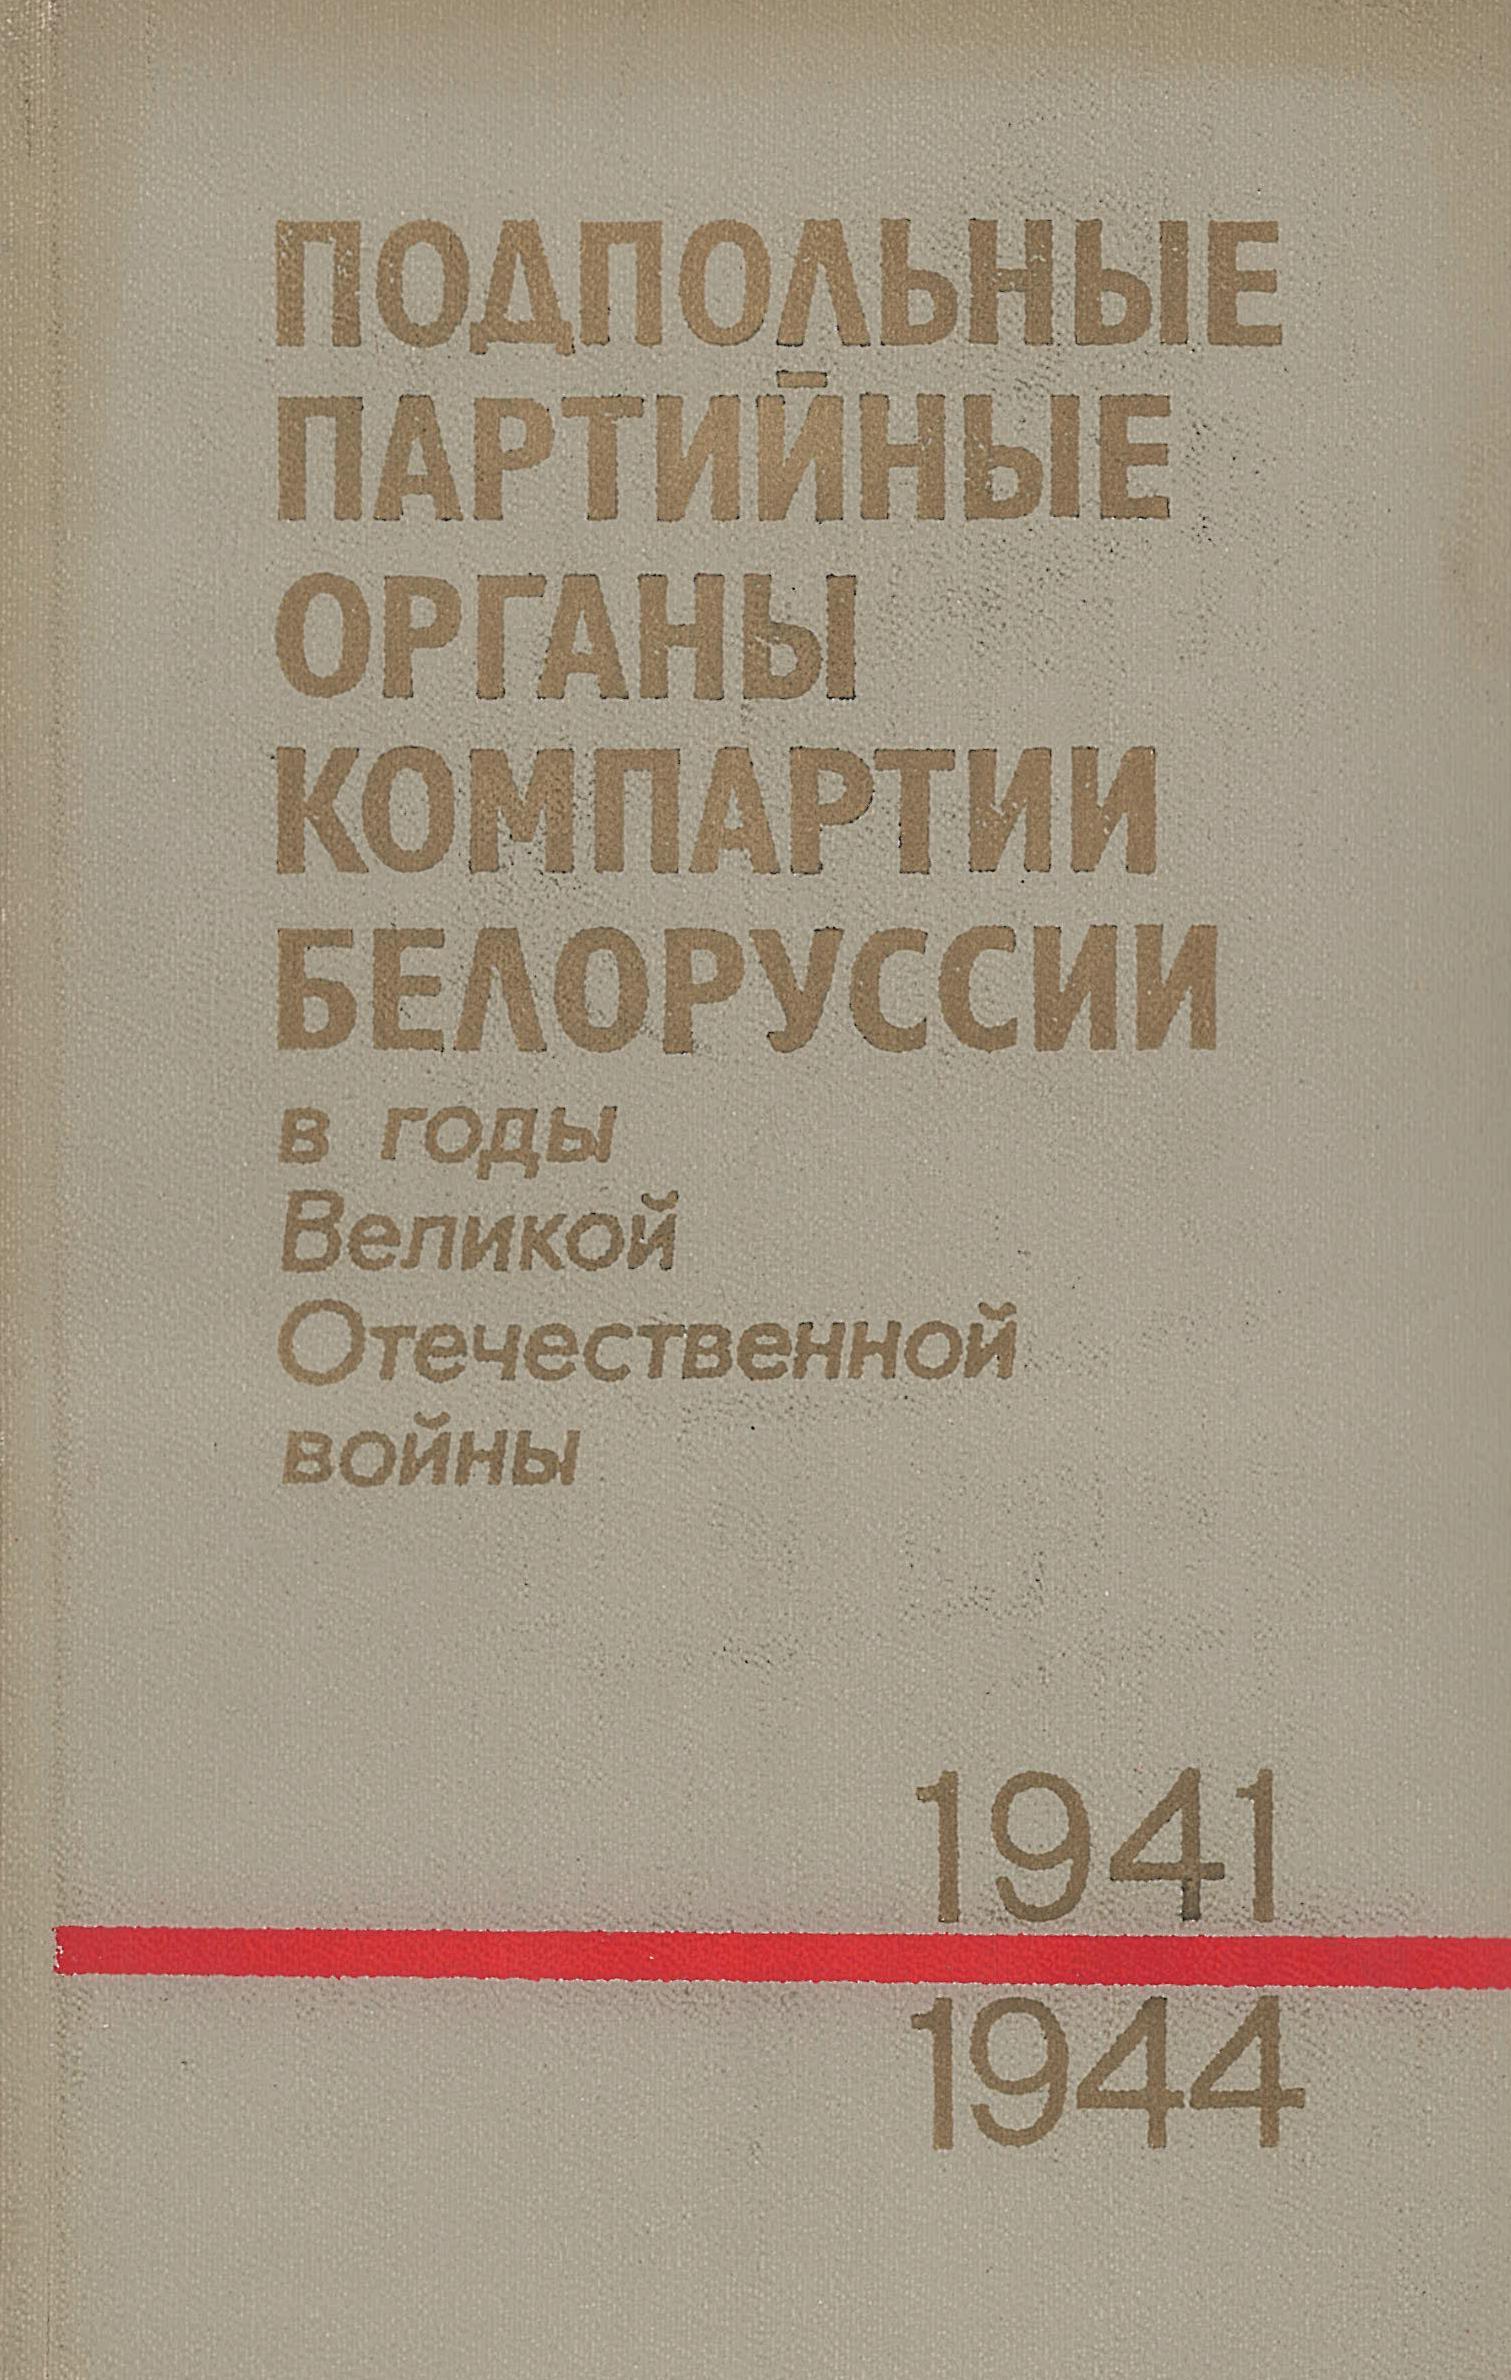 ПОДПОЛЬНЫЕ
ПАРТИЙНЫЕ
ОРГАНЫ
КОМПАРТИИ
БЕЛОРУССИИ
в годы
Великой
Отечественной
войны
1941
1944